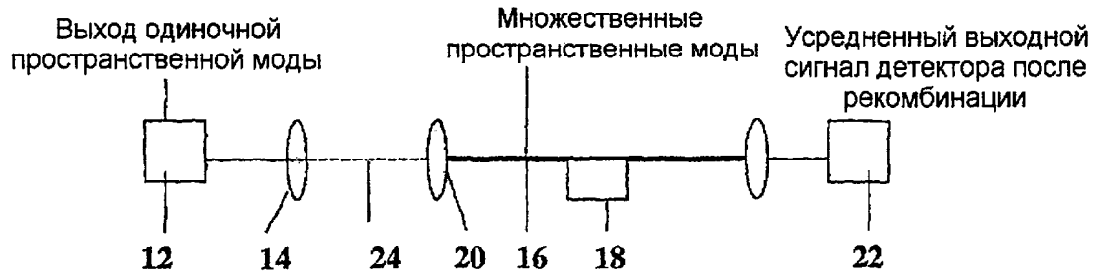 Выход одиночной
пространственной моды
Множественные
пространственные моды
Усредненный выходной
сигнал детектора после
рекомбинации
12 14 24 20 16 18 22